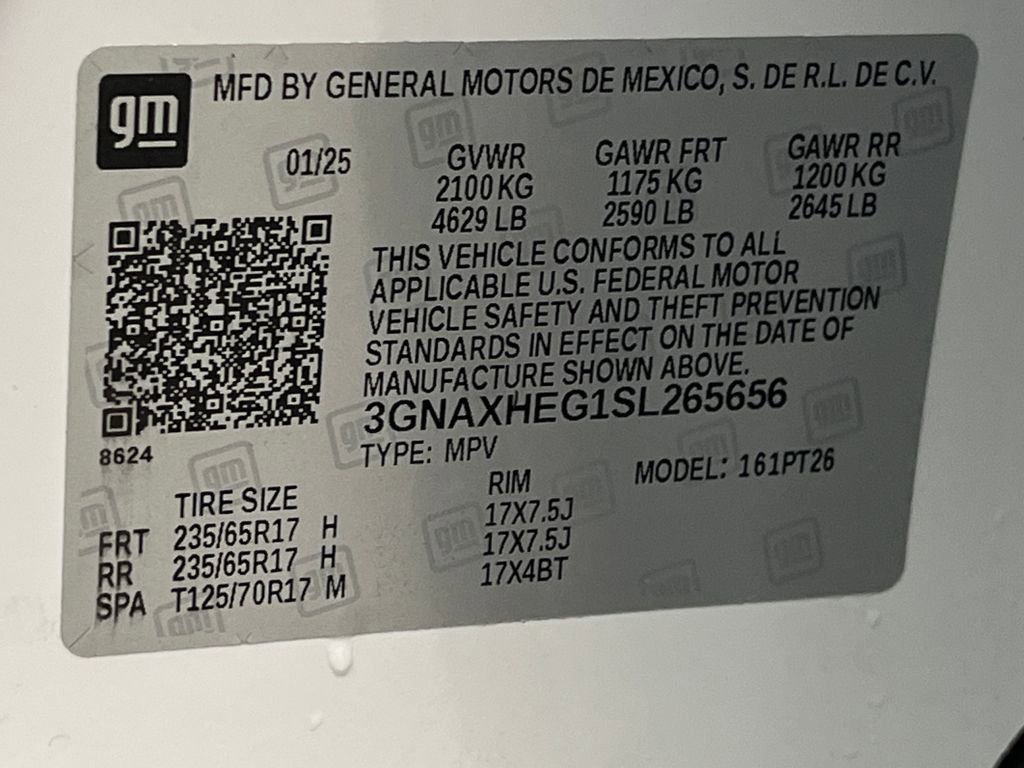 gm
MFD BY GENERAL MOTORS DE MEXICO, S. DE R.L. DE C.V.
01/25 GVWR GAWR FRT GAWR RR
2100 KG 1175 KG 1200 KG
4629 LB 2590 LB 2645 LB
THIS VEHICLE CONFORMS TO ALL
APPLICABLE U.S. FEDERAL MOTOR
VEHICLE SAFETY AND THEFT PREVENTION
STANDARDS IN EFFECT ON THE DATE OF
MANUFACTURE SHOWN ABOVE.
3GNAXHEG1SL265656
8624
TYPE: MPV MODEL: 161PT26
TIRE SIZE RIM
FRT 235/65R17 H 17X7.5J
RR 235/65R17 H 17X7.5J
SPA T125/70R17 M 17X4BT